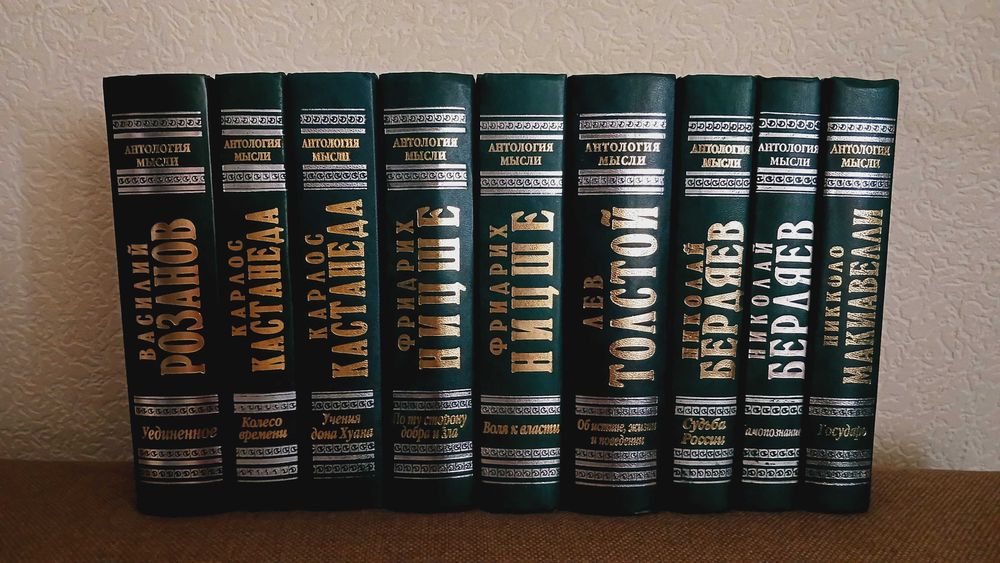 АНТОЛОГИЯ
МЫСЛИ
ВАСИЛИЙ
РОЗАНОВ
Уединенное
АНТОЛОГИЯ
МЫСЛИ
КАРЛОС
КАСТАНЕДА
Колесо
времени
АНТОЛОГИЯ
МЫСЛИ
КАРЛОС
КАСТАНЕДА
Учения
дона Хуана
АНТОЛОГИЯ
МЫСЛИ
ФРИДРИХ
НИЦШЕ
По ту сторону
добра и зла
АНТОЛОГИЯ
МЫСЛИ
ФРИДРИХ
НИЦШЕ
Воля к власти
АНТОЛОГИЯ
МЫСЛИ
ЛЕВ
ТОЛСТОЙ
Об истине, жизни
и поведении
АНТОЛОГИЯ
МЫСЛИ
НИКОЛАЙ
БЕРДЯЕВ
Судьба
России
АНТОЛОГИЯ
МЫСЛИ
НИКОЛАЙ
БЕРДЯЕВ
амопознание
АНТОЛОГИЯ
МЫСЛИ
НИККОЛО
МАКИАВЕЛЛИ
Государь